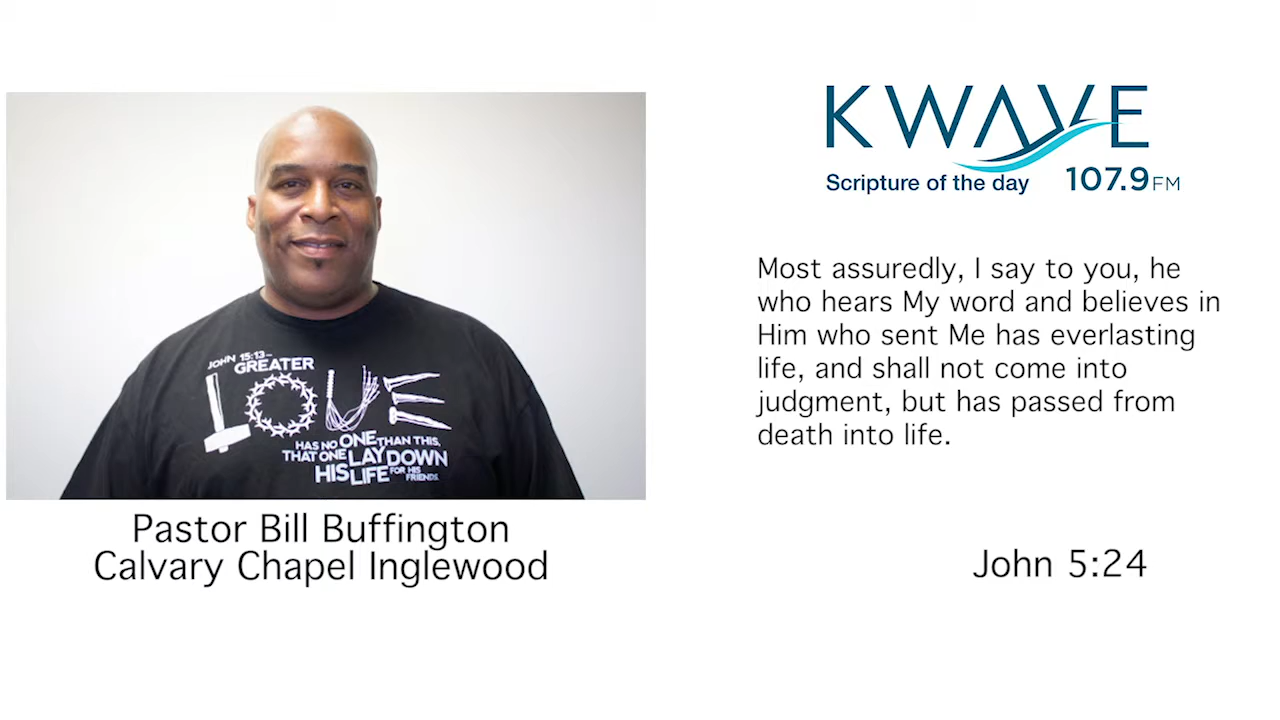 KWAVE
Scripture of the day 107.9 FM
Most assuredly, I say to you, he
who hears My word and believes in
Him who sent Me has everlasting
life, and shall not come into
judgment, but has passed from
death into life.
John 5:24
JOHN 15:13—
GREATER
LOVE
HAS NO ONE THAN THIS,
THAT ONE LAY DOWN
HIS LIFE FOR HIS
FRIENDS.
Pastor Bill Buffington
Calvary Chapel Inglewood